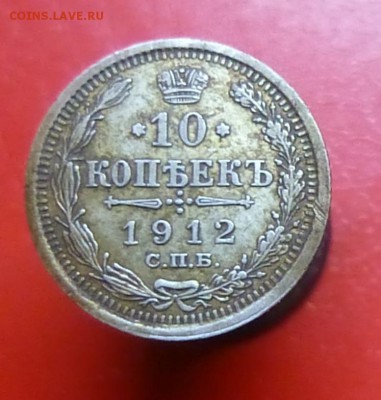 COINS.LAVE.RU
* 10 *
КОПѢЕКЪ
1912
С.П.Б.